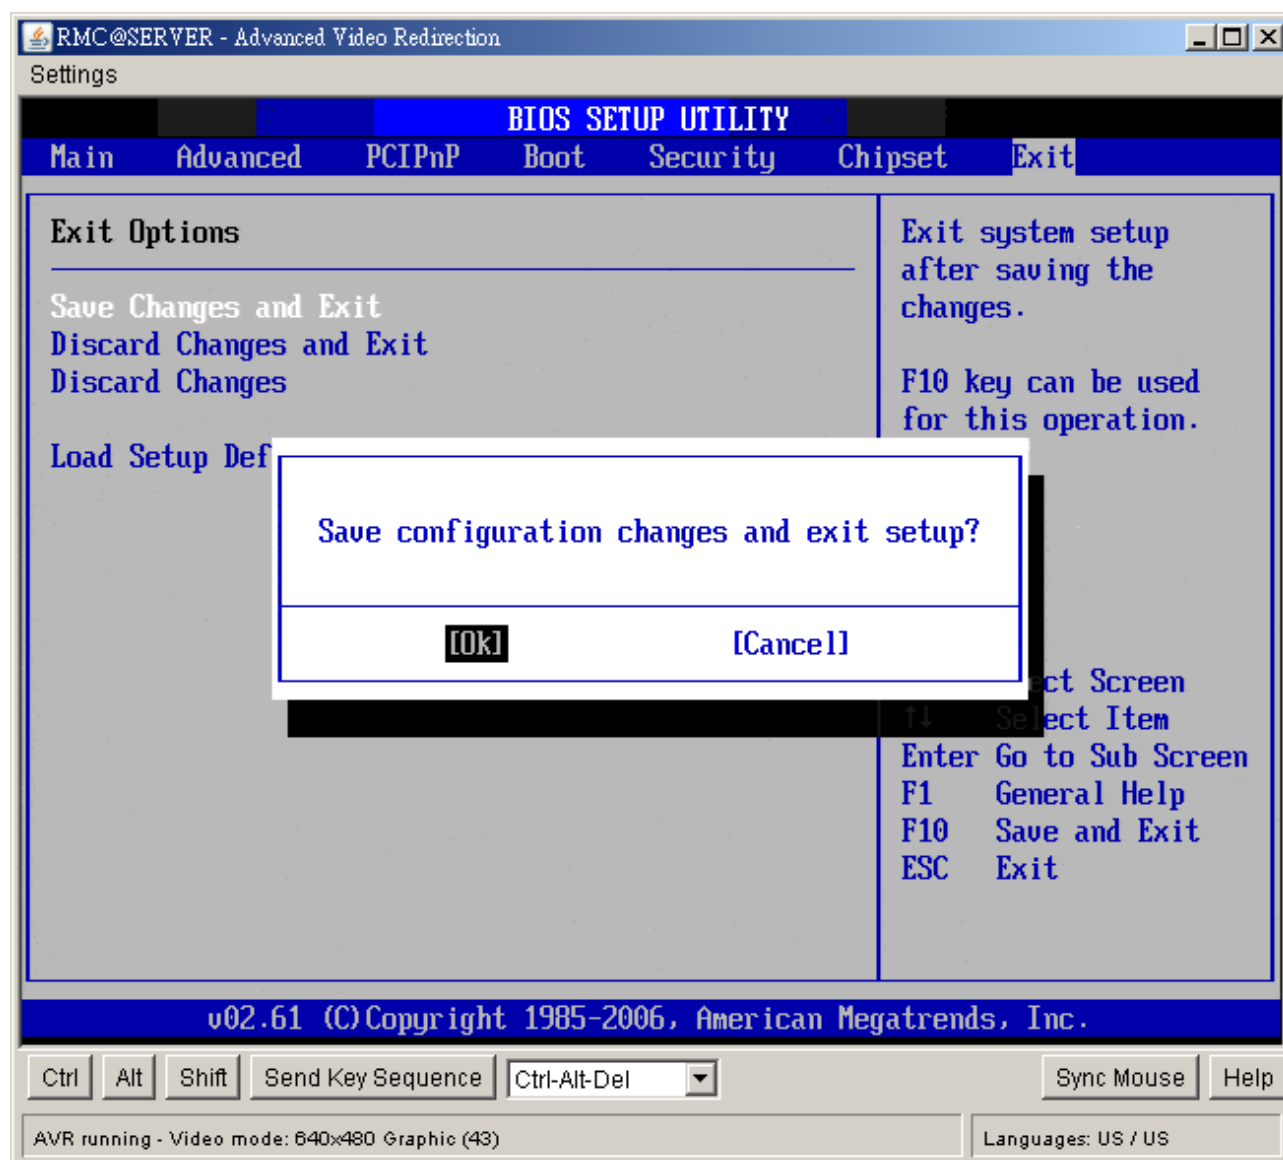 RMC@SERVER - Advanced Video Redirection
Settings
BIOS SETUP UTILITY
Main Advanced PCIPnP Boot Security Chipset Exit
Exit Options
Save Changes and Exit
Discard Changes and Exit
Discard Changes
Load Setup Def
Exit system setup
after saving the
changes.
F10 key can be used
for this operation.
Save configuration changes and exit setup?
[Ok] [Cancel]
ect Screen
↑↓ Select Item
Enter Go to Sub Screen
F1 General Help
F10 Save and Exit
ESC Exit
v02.61 (C)Copyright 1985-2006, American Megatrends, Inc.
Ctrl Alt Shift Send Key Sequence Ctrl-Alt-Del Sync Mouse Help
AVR running - Video mode: 640x480 Graphic (43) Languages: US / US